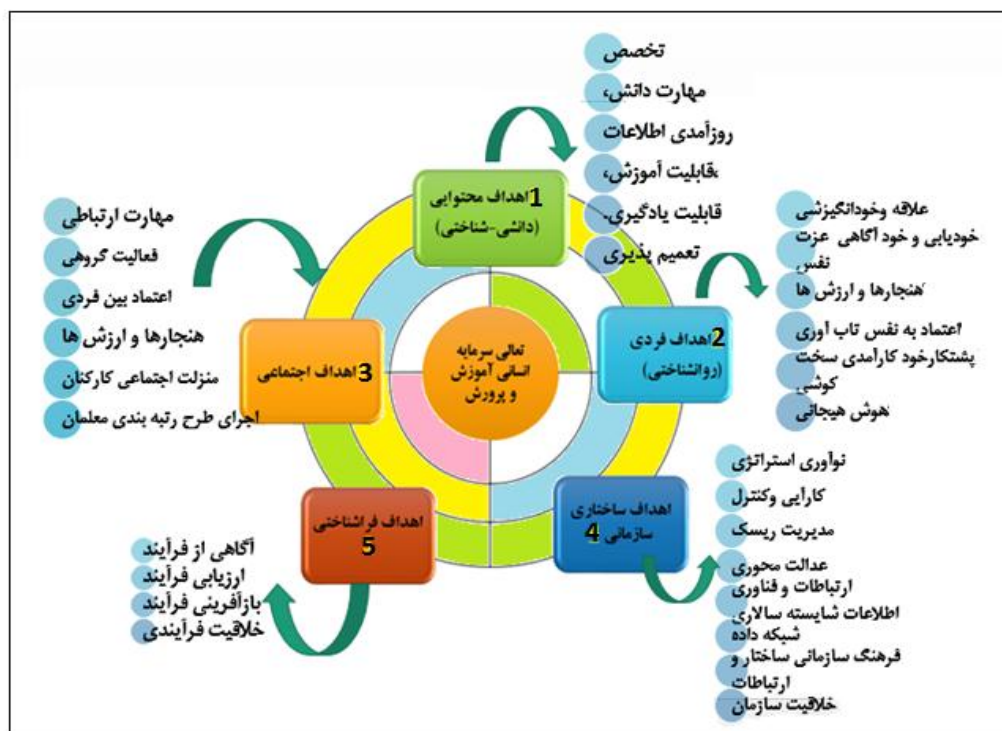 تخصص
مهارت دانش،
روزآمدی اطلاعات
،قابلیت آموزش،
قابلیت یادگیری.
تعمیم پذیری
1اهداف محتوایی
(دانشی-شناختی)
علاقه وخودانگیزشی
خودیابی و خود آگاهی عزت
نفس
هنجارها و ارزش ها
اعتماد به نفس تاب آوری
پشتکارخود کارآمدی سخت
کوشی
هوش هیجانی
2اهداف فردی
(روانشناختی)
مهارت ارتباطی
فعالیت گروهی
اعتماد بین فردی
هنجارها و ارزش ها
منزلت اجتماعی کارکنان
اجرای طرح رتبه بندی معلمان
3 اهداف اجتماعی
تعالی سرمایه
انسانی آموزش
و پرورش
نوآوری استراتژی
کارآیی وکنترل
مدیریت ریسک
عدالت محوری
ارتباطات و فناوری
اطلاعات شایسته سالاری
شبکه داده
فرهنگ سازمانی ساختار و
ارتباطات
خلاقیت سازمان
اهداف ساختاری
سازمانی 4
اهداف فراشناختی
5
آگاهی از فرآیند
ارزیابی فرآیند
بازآفرینی فرآیند
خلاقیت فرآیندی